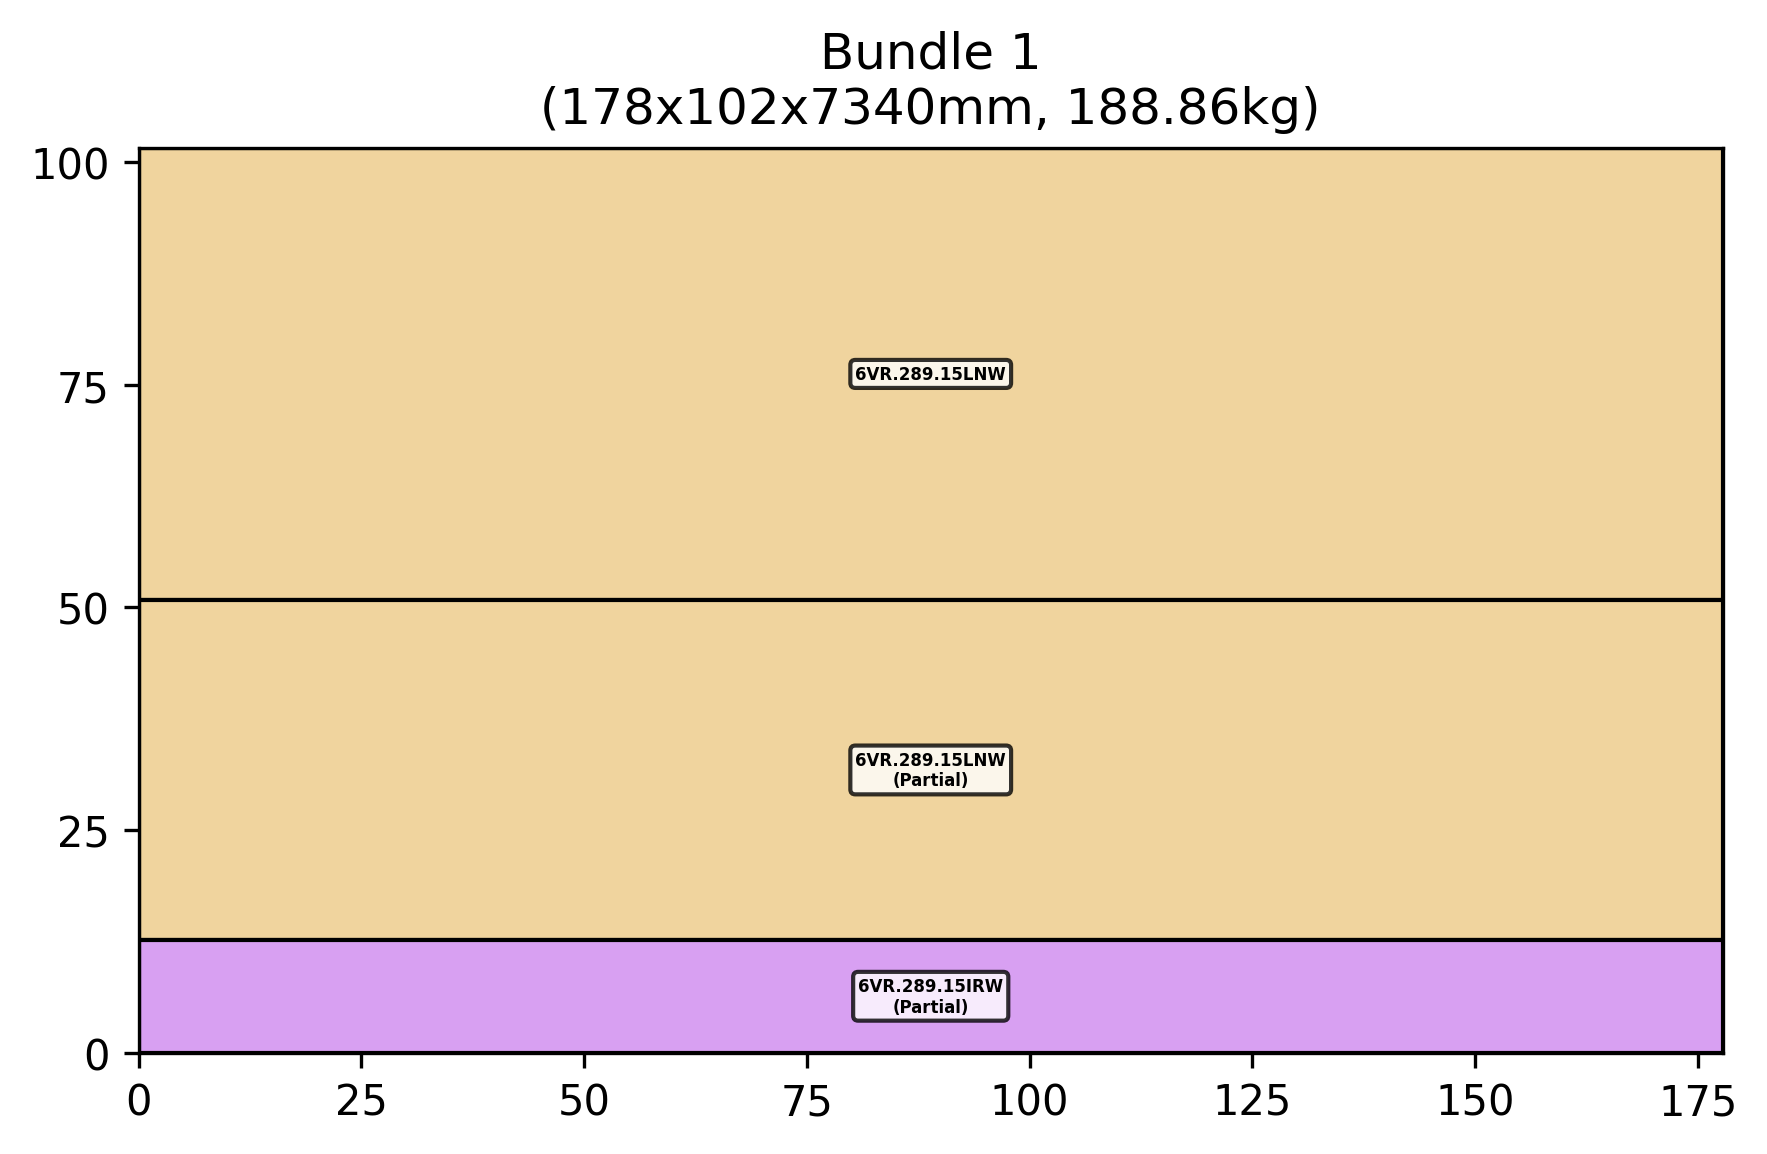 Bundle 1
(178x102x7340mm, 188.86kg)
100
75
50
25
0
6VR.289.15LNW
6VR.289.15LNW
(Partial)
6VR.289.15IRW
(Partial)
0 25 50 75 100 125 150 175